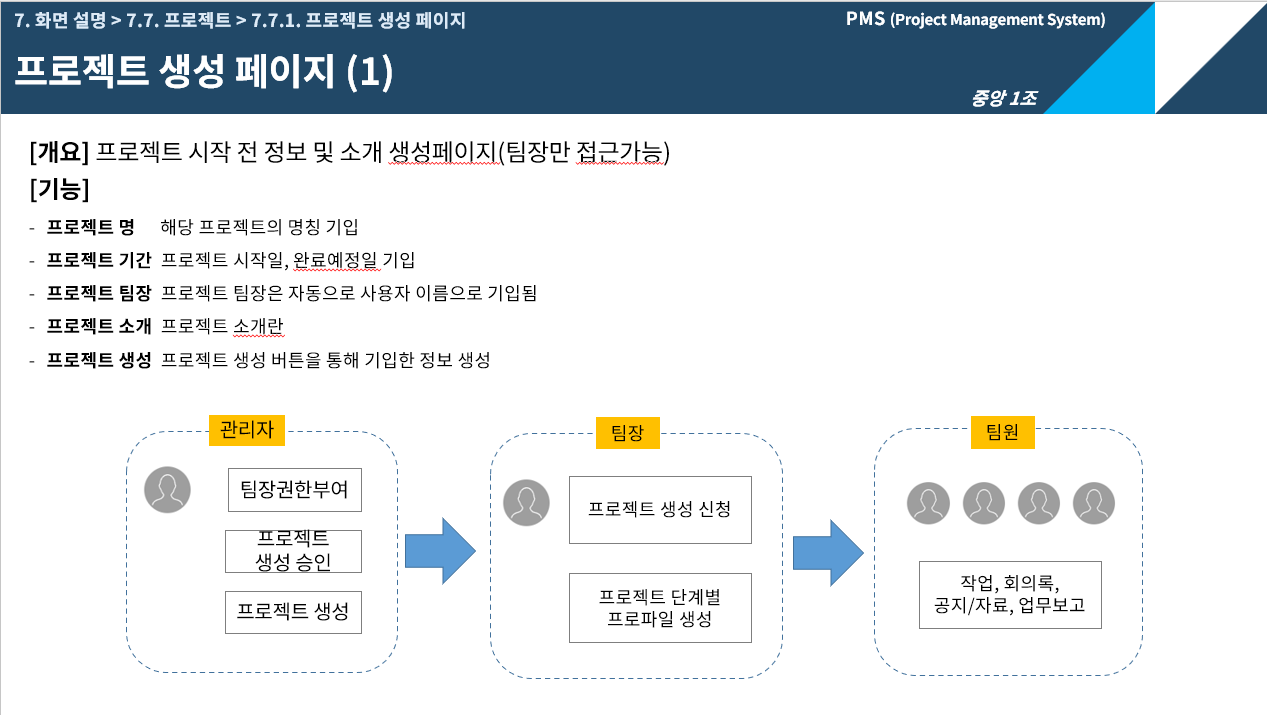 7. 화면 설명 > 7.7. 프로젝트 > 7.7.1. 프로젝트 생성 페이지
PMS (Project Management System)
프로젝트 생성 페이지 (1)
중앙 1조
[개요] 프로젝트 시작 전 정보 및 소개 생성페이지(팀장만 접근가능)
[기능]
- 프로젝트 명 해당 프로젝트의 명칭 기입
- 프로젝트 기간 프로젝트 시작일, 완료예정일 기입
- 프로젝트 팀장 프로젝트 팀장은 자동으로 사용자 이름으로 기입됨
- 프로젝트 소개 프로젝트 소개란
- 프로젝트 생성 프로젝트 생성 버튼을 통해 기입한 정보 생성
관리자
팀장권한부여
프로젝트
생성 승인
프로젝트 생성
팀장
프로젝트 생성 신청
프로젝트 단계별
프로파일 생성
팀원
작업, 회의록,
공지/자료, 업무보고